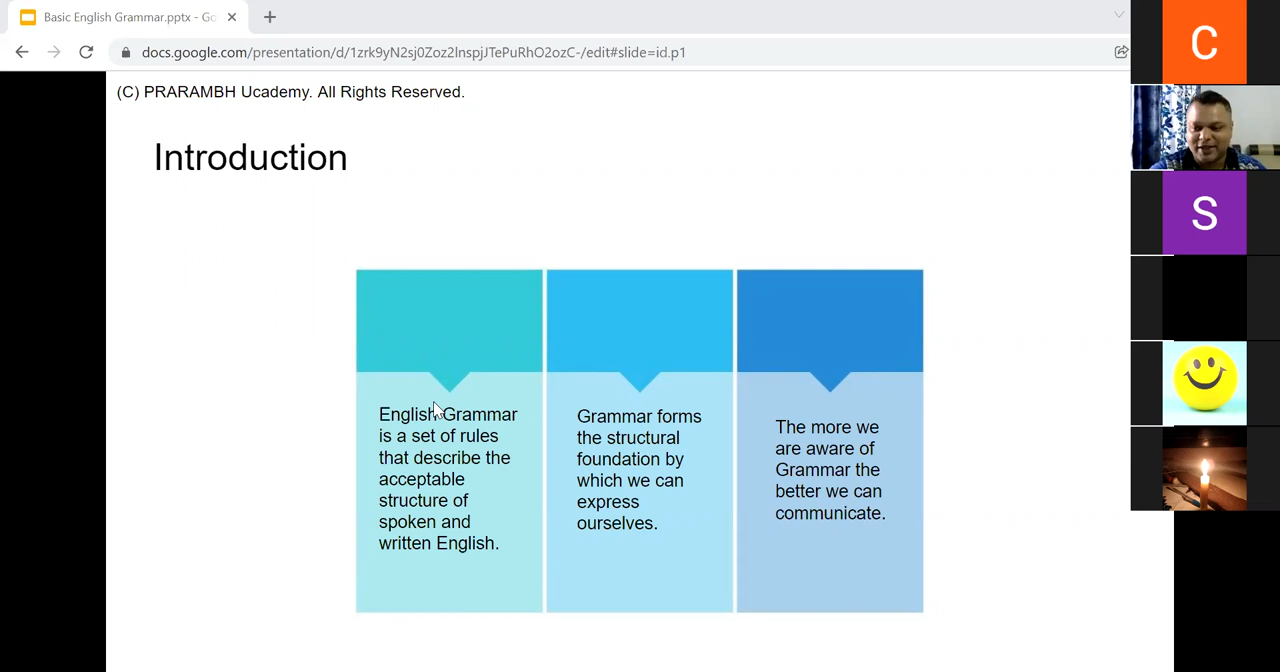 Basic English Grammar.pptx - Go
docs.google.com/presentation/d/1zrk9yN2sj0Zoz2lnspjJTePuRhO2ozC-/edit#slide=id.p1
(C) PRARAMBH Ucademy. All Rights Reserved.
Introduction
English Grammar
is a set of rules
that describe the
acceptable
structure of
spoken and
written English.
Grammar forms
the structural
foundation by
which we can
express
ourselves.
The more we
are aware of
Grammar the
better we can
communicate.
C
S